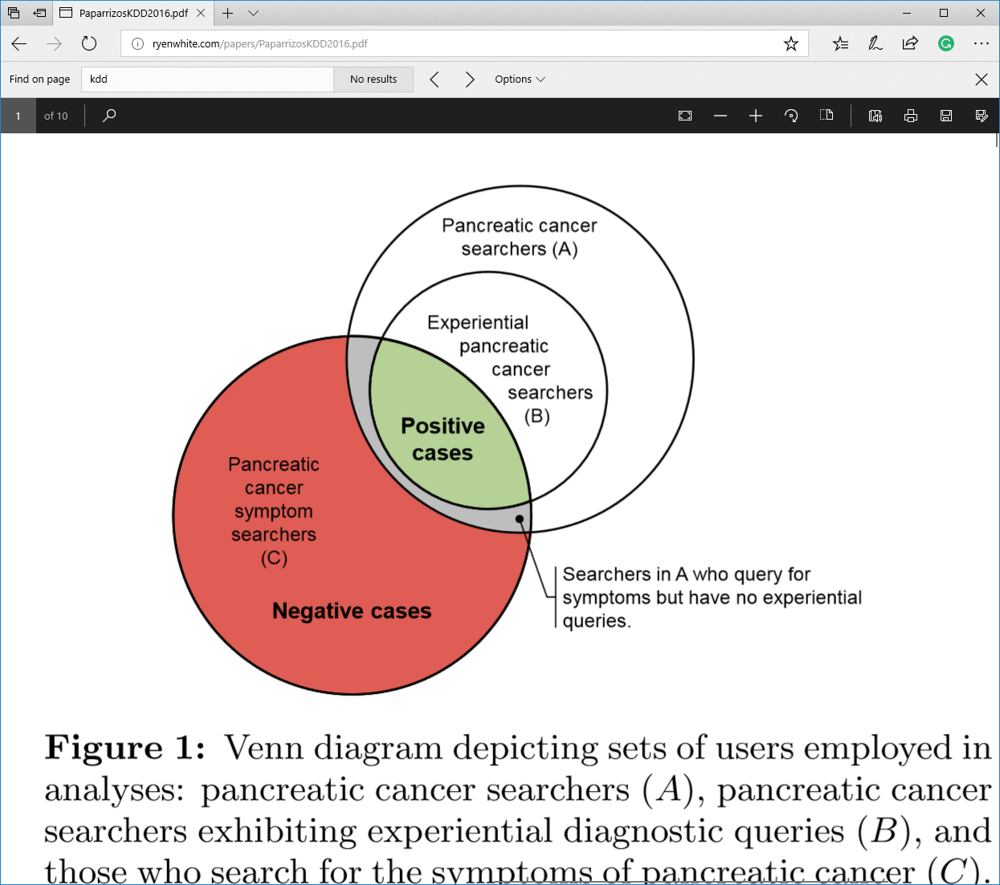 PaparrizosKDD2016.pdf
ryenwhite.com/papers/PaparrizosKDD2016.pdf
Find on page kdd No results Options
1 of 10
Pancreatic cancer
searchers (A)
Experiential
pancreatic
cancer
searchers
(B)
Positive
cases
Pancreatic
cancer
symptom
searchers
(C)
Negative cases
Searchers in A who query for
symptoms but have no experiential
queries.
Figure 1: Venn diagram depicting sets of users employed in
analyses: pancreatic cancer searchers (A), pancreatic cancer
searchers exhibiting experiential diagnostic queries (B), and
those who search for the symptoms of pancreatic cancer (C).